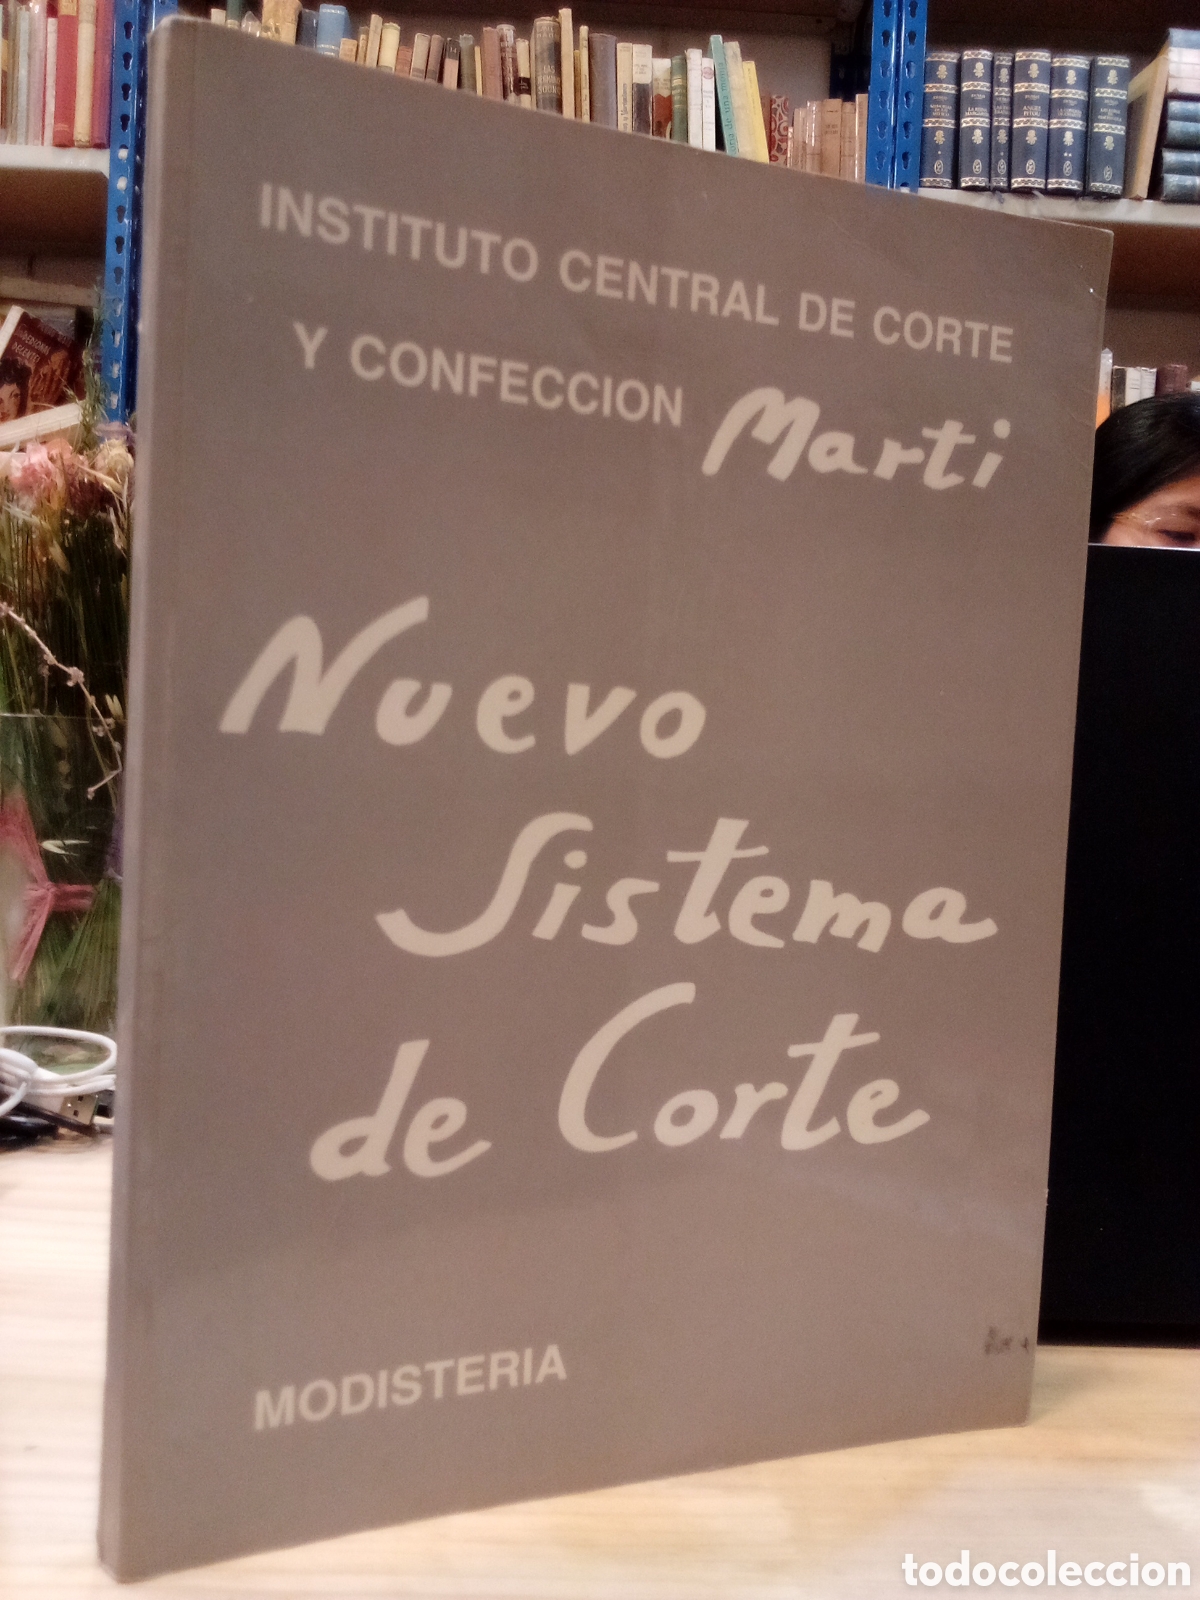 INSTITUTO CENTRAL DE CORTE
Y CONFECCION Marti
Nuevo
Sistema
de Corte
MODISTERIA
todocoleccion